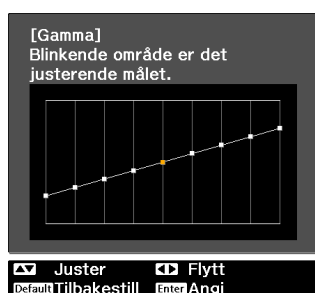 [Gamma]
Blinkende område er det
justerende målet.
Juster Flytt
Default Tilbakestill Enter Angi